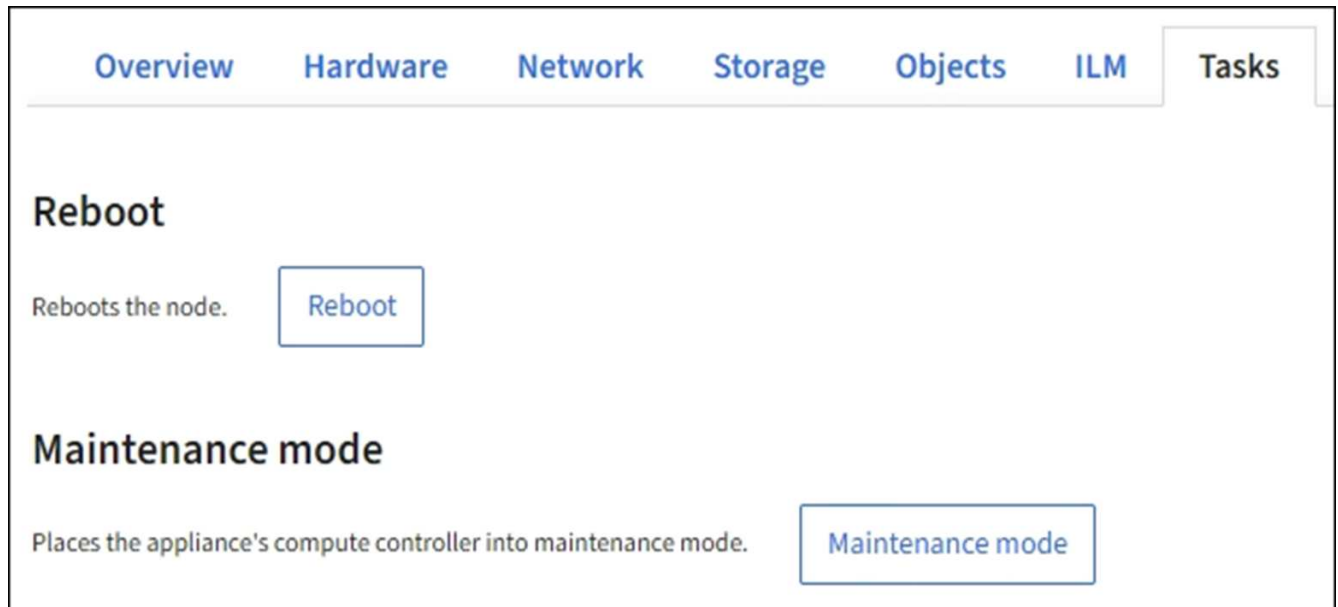 Overview Hardware Network Storage Objects ILM Tasks
Reboot
Reboots the node. Reboot
Maintenance mode
Places the appliance's compute controller into maintenance mode. Maintenance mode